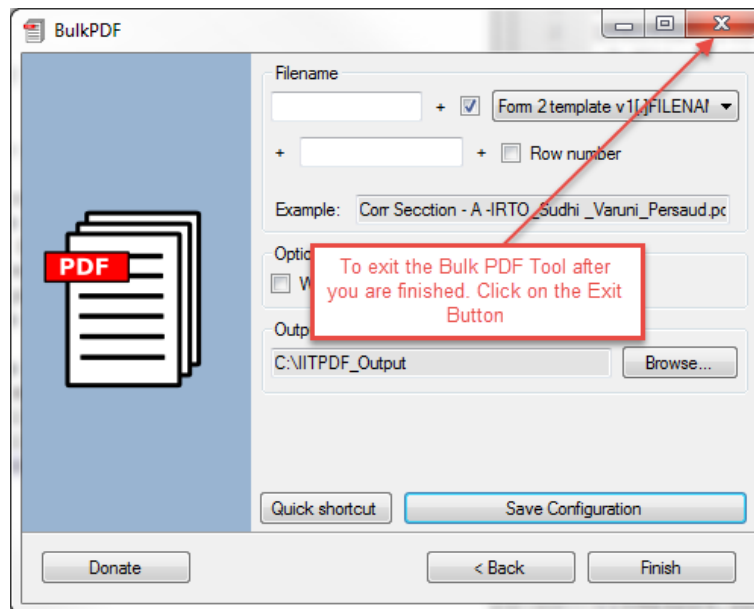 BulkPDF
Filename
+ Form 2 template v1[.]FILENAM
+ + Row number
Example: Corr Secction - A -IRTO_Sudhi _Varuni_Persaud.pd
To exit the Bulk PDF Tool after
you are finished. Click on the Exit
Button
PDF
C:\IITPDF_Output Browse...
Quick shortcut Save Configuration
Donate < Back Finish